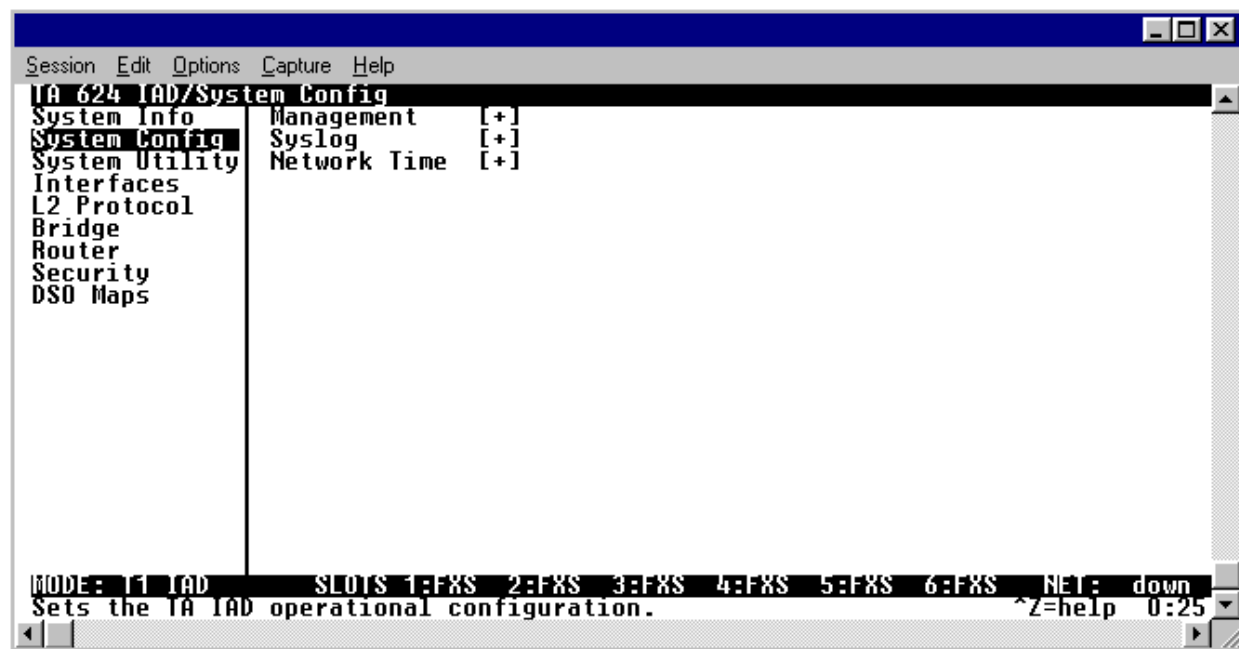 Session Edit Options Capture Help
TA 624 IAD/System Config
System Info Management [+]
System Config Syslog [+]
System Utility Network Time [+]
Interfaces
L2 Protocol
Bridge
Router
Security
DS0 Maps
MODE: T1 IAD SLOTS 1:FXS 2:FXS 3:FXS 4:FXS 5:FXS 6:FXS NET: down
Sets the TA IAD operational configuration. ^Z=help 0:25